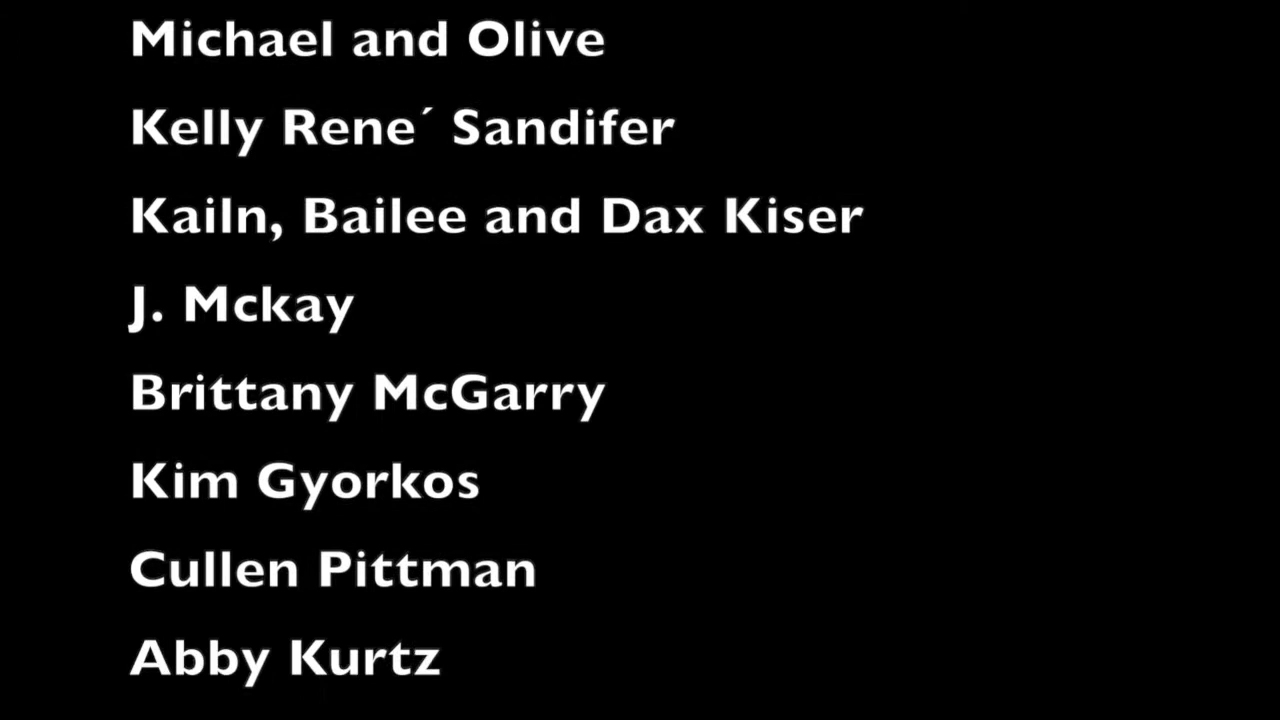 Michael and Olive
Kelly Rene´ Sandifer
Kailn, Bailee and Dax Kiser
J. Mckay
Brittany McGarry
Kim Gyorkos
Cullen Pittman
Abby Kurtz